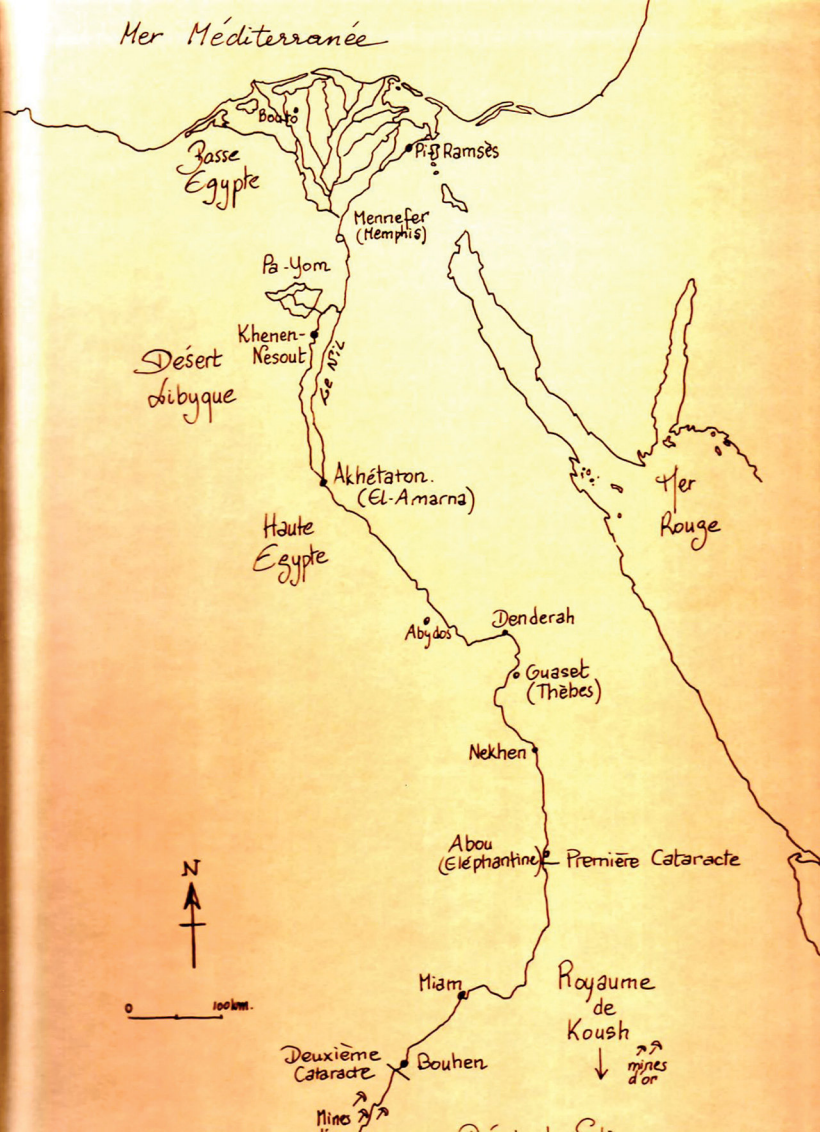 Mer Méditerranée
Bouto
Basse
Egypte
Pi-Ramsès
Mennefer
(Memphis)
Pa-Yom
Khenen-
Nesout
Le Nil
Désert
Libyque
Akhétaton.
(El-Amarna)
Haute
Egypte
Mer
Rouge
Abydos
Denderah
Guaset
(Thèbes)
Nekhen
Abou
(Eléphantine)
Première Cataracte
N
0 100 km.
Miam
Royaume
de
Koush
mines
d'or
Deuxième
Cataracte
Bouhen
Mines